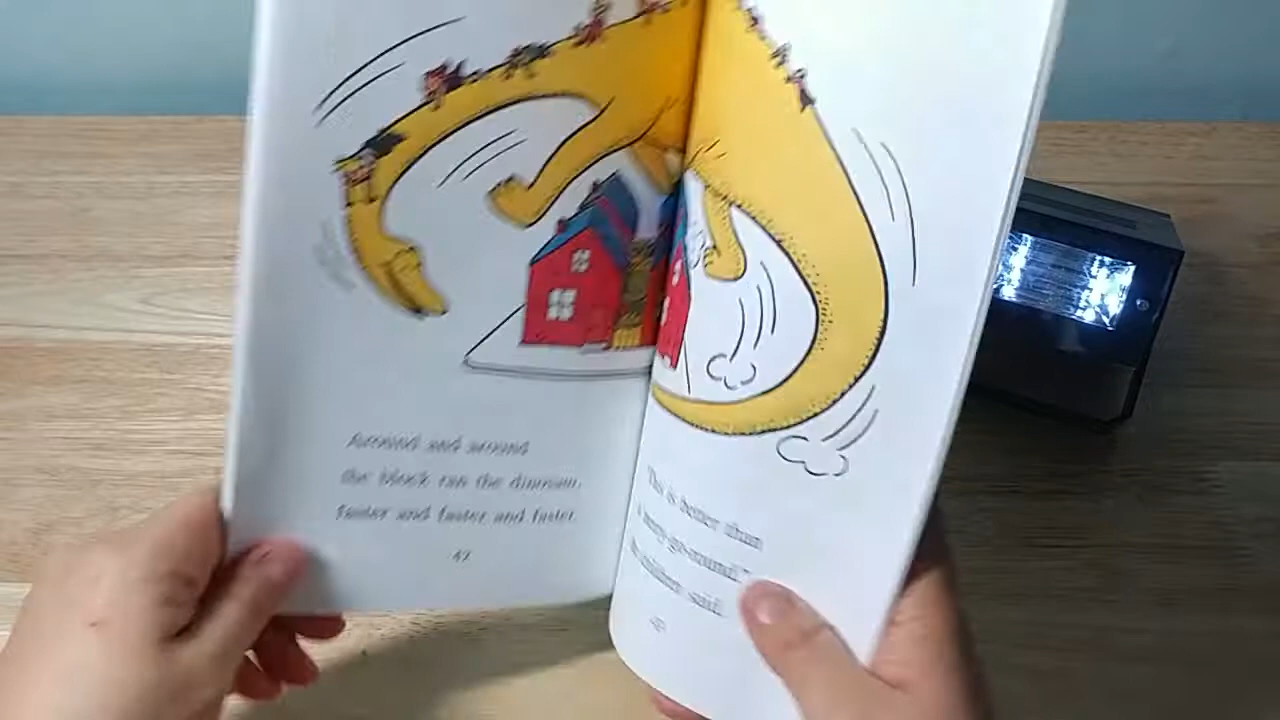 Around and around
the block ran the dinosaur,
faster and faster and faster.
42
This is better than
a merry-go-round,"
the children said.